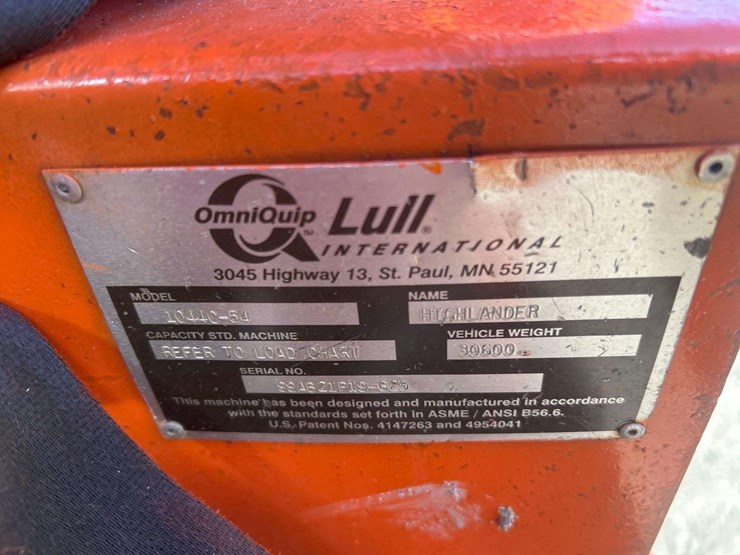 OmniQuip™ Lull®
INTERNATIONAL
3045 Highway 13, St. Paul, MN 55121
MODEL NAME
1044C-54 HIGHLANDER
CAPACITY STD. MACHINE VEHICLE WEIGHT
REFER TO LOAD CHART 30600
SERIAL NO.
This machine has been designed and manufactured in accordance
with the standards set forth in ASME / ANSI B56.6.
U.S. Patent Nos. 4147263 and 4954041